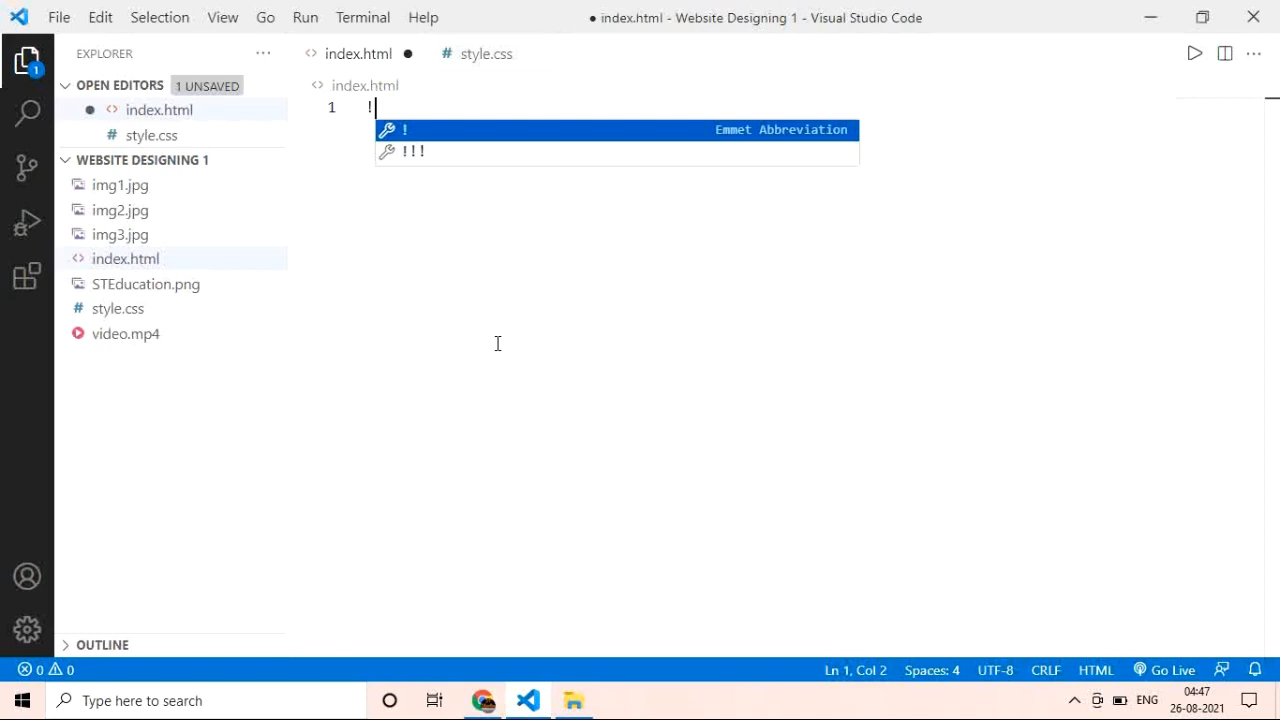 File Edit Selection View Go Run Terminal Help ● index.html - Website Designing 1 - Visual Studio Code
EXPLORER
index.html
# style.css
OPEN EDITORS 1 UNSAVED
index.html
# style.css
WEBSITE DESIGNING 1
img1.jpg
img2.jpg
img3.jpg
index.html
STEducation.png
# style.css
video.mp4
OUTLINE
1
index.html
1 !
! Emmet Abbreviation
!!!
0 0 Ln 1, Col 2 Spaces: 4 UTF-8 CRLF HTML Go Live
Type here to search
ENG
04:47
26-08-2021